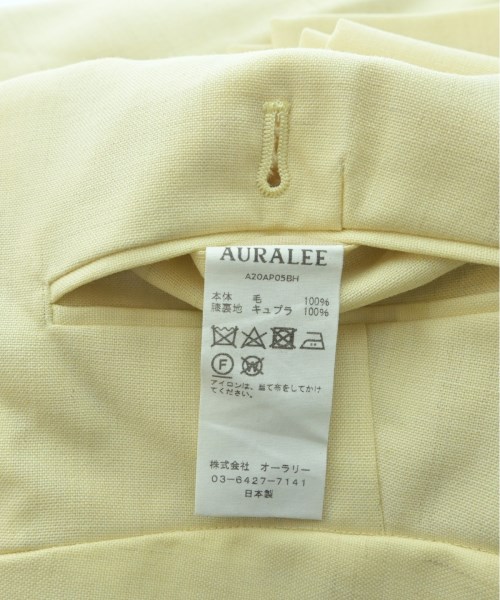 AURALEE
A20AP05BH
本体 毛 100%
膝裏地 キュプラ 100%
F W
アイロンは、当て布をしてかけ
てください。
株式会社 オーラリー
03-6427-7141
日本製